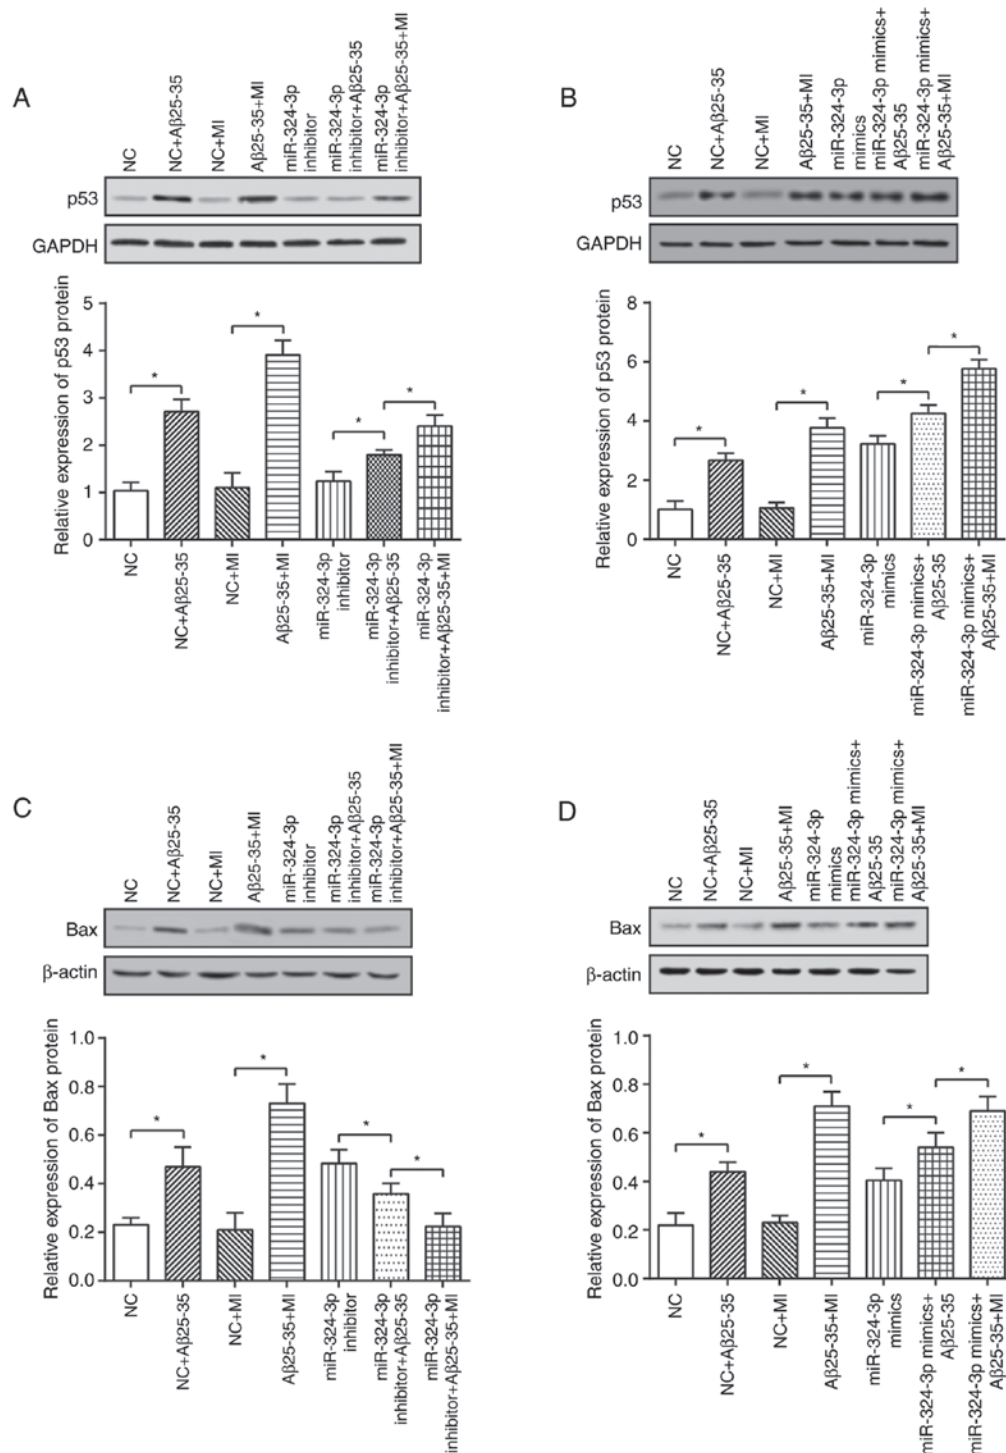 A
NC
NC+Aβ25-35
NC+MI
Aβ25-35+MI
miR-324-3p
inhibitor
miR-324-3p
inhibitor+Aβ25-35
miR-324-3p
inhibitor+Aβ25-35+MI
p53
GAPDH
Relative expression of p53 protein
5
4
3
2
1
0
*
*
*
*
NC
NC+Aβ25-35
NC+MI
Aβ25-35+MI
miR-324-3p
inhibitor
miR-324-3p
inhibitor+Aβ25-35
miR-324-3p
inhibitor+Aβ25-35+MI
B
NC
NC+Aβ25-35
NC+MI
Aβ25-35+MI
miR-324-3p
mimics
miR-324-3p mimics+
Aβ25-35
miR-324-3p mimics+
Aβ25-35+MI
p53
GAPDH
Relative expression of p53 protein
8
6
4
2
0
*
*
*
*
NC
NC+Aβ25-35
NC+MI
Aβ25-35+MI
miR-324-3p
mimics
miR-324-3p mimics+
Aβ25-35
miR-324-3p mimics+
Aβ25-35+MI
C
NC
NC+Aβ25-35
NC+MI
Aβ25-35+MI
miR-324-3p
inhibitor
miR-324-3p
inhibitor+Aβ25-35
miR-324-3p
inhibitor+Aβ25-35+MI
Bax
β-actin
Relative expression of Bax protein
1.0
0.8
0.6
0.4
0.2
0.0
*
*
*
*
NC
NC+Aβ25-35
NC+MI
Aβ25-35+MI
miR-324-3p
inhibitor
miR-324-3p
inhibitor+Aβ25-35
miR-324-3p
inhibitor+Aβ25-35+MI
D
NC
NC+Aβ25-35
NC+MI
Aβ25-35+MI
miR-324-3p
mimics
miR-324-3p mimics+
Aβ25-35
miR-324-3p mimics+
Aβ25-35+MI
Bax
β-actin
Relative expression of Bax protein
1.0
0.8
0.6
0.4
0.2
0.0
*
*
*
*
NC
NC+Aβ25-35
NC+MI
Aβ25-35+MI
miR-324-3p
mimics
miR-324-3p mimics+
Aβ25-35
miR-324-3p mimics+
Aβ25-35+MI